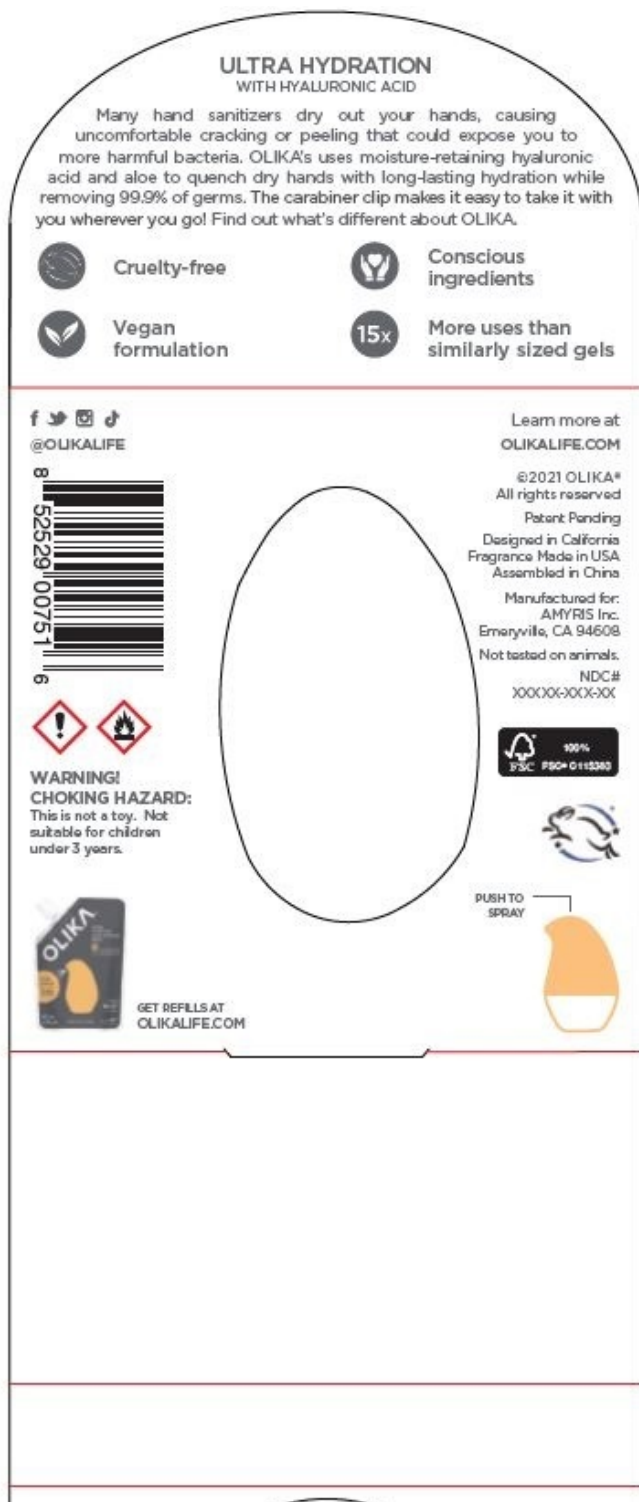 ULTRA HYDRATION
WITH HYALURONIC ACID
Many hand sanitizers dry out your hands, causing
uncomfortable cracking or peeling that could expose you to
more harmful bacteria. OLIKA's uses moisture-retaining hyaluronic
acid and aloe to quench dry hands with long-lasting hydration while
removing 99.9% of germs. The carabiner clip makes it easy to take it with
you wherever you go! Find out what's different about OLIKA.
Cruelty-free
Conscious
ingredients
Vegan
formulation
15x
More uses than
similarly sized gels
@OLIKALIFE
8 52529 00751 6
WARNING!
CHOKING HAZARD:
This is not a toy. Not
suitable for children
under 3 years.
OLIKA
GET REFILLS AT
OLIKALIFE.COM
Learn more at
OLIKALIFE.COM
©2021 OLIKA®
All rights reserved
Patent Pending
Designed in California
Fragrance Made in USA
Assembled in China
Manufactured for:
AMYRIS Inc.
Emeryville, CA 94608
Not tested on animals.
NDC#
XXXXX-XXX-XX
FSC
100%
FSC®
PUSH TO
SPRAY